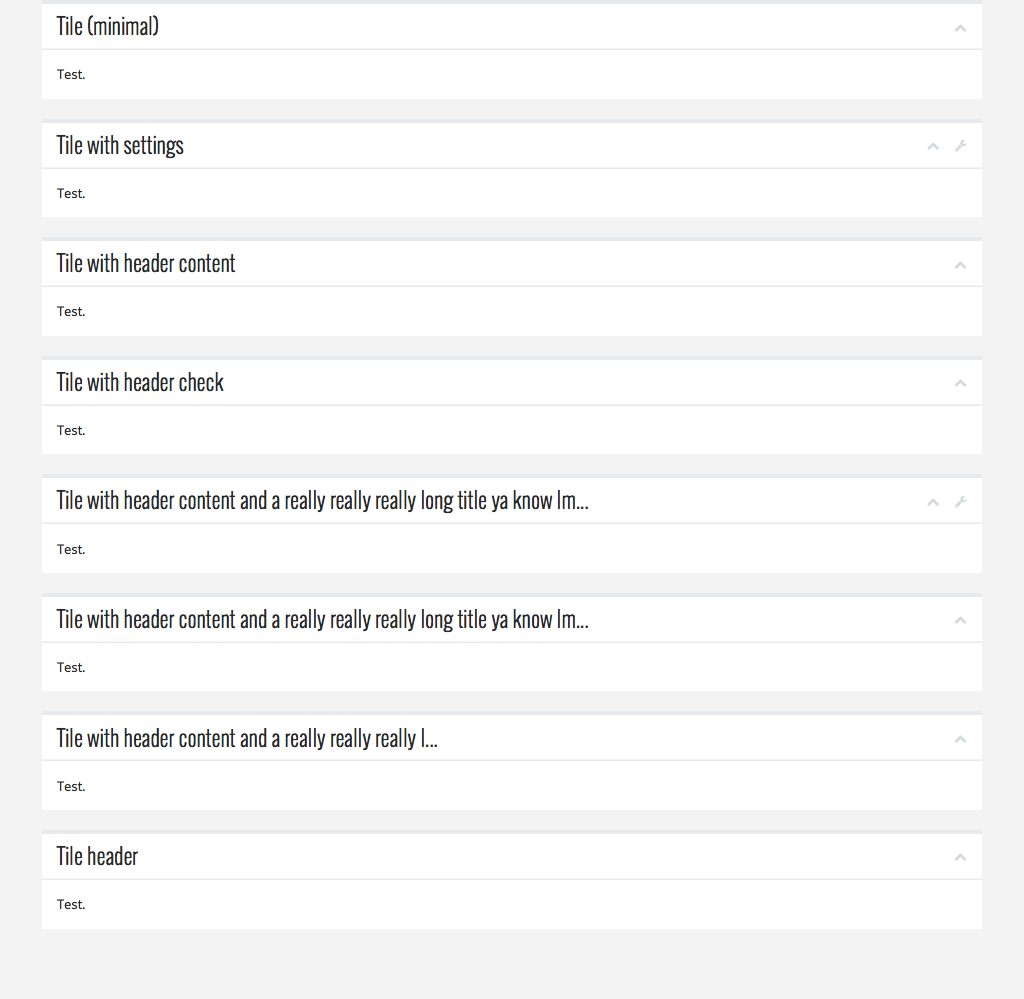 Tile (minimal)
Test.
Tile with settings
Test.
Tile with header content
Test.
Tile with header check
Test.
Tile with header content and a really really really long title ya know Im...
Test.
Tile with header content and a really really really long title ya know Im...
Test.
Tile with header content and a really really really l...
Test.
Tile header
Test.